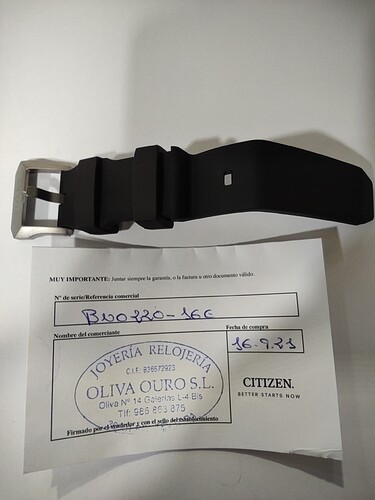 MUY IMPORTANTE: Juntar siempre la garantía, o la factura u otro documento válido.
Nº de serie/Referencia comercial
BV0220-16E
Nombre del comerciante
Fecha de compra
16-9-21
JOYERÍA RELOJERÍA
C.I.F. B36572923
OLIVA OURO S.L.
Oliva Nº 14 Galerías L-4 Bis
Tlf: 986 863 875
CITIZEN.
BETTER STARTS NOW
Firmado por el vendedor y con el sello del establecimiento